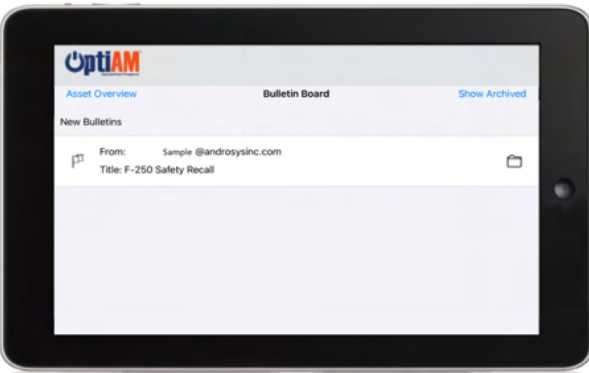 OptiAM
Asset Overview
Bulletin Board
Show Archived
New Bulletins
From: Sample @androsysinc.com
Title: F-250 Safety Recall